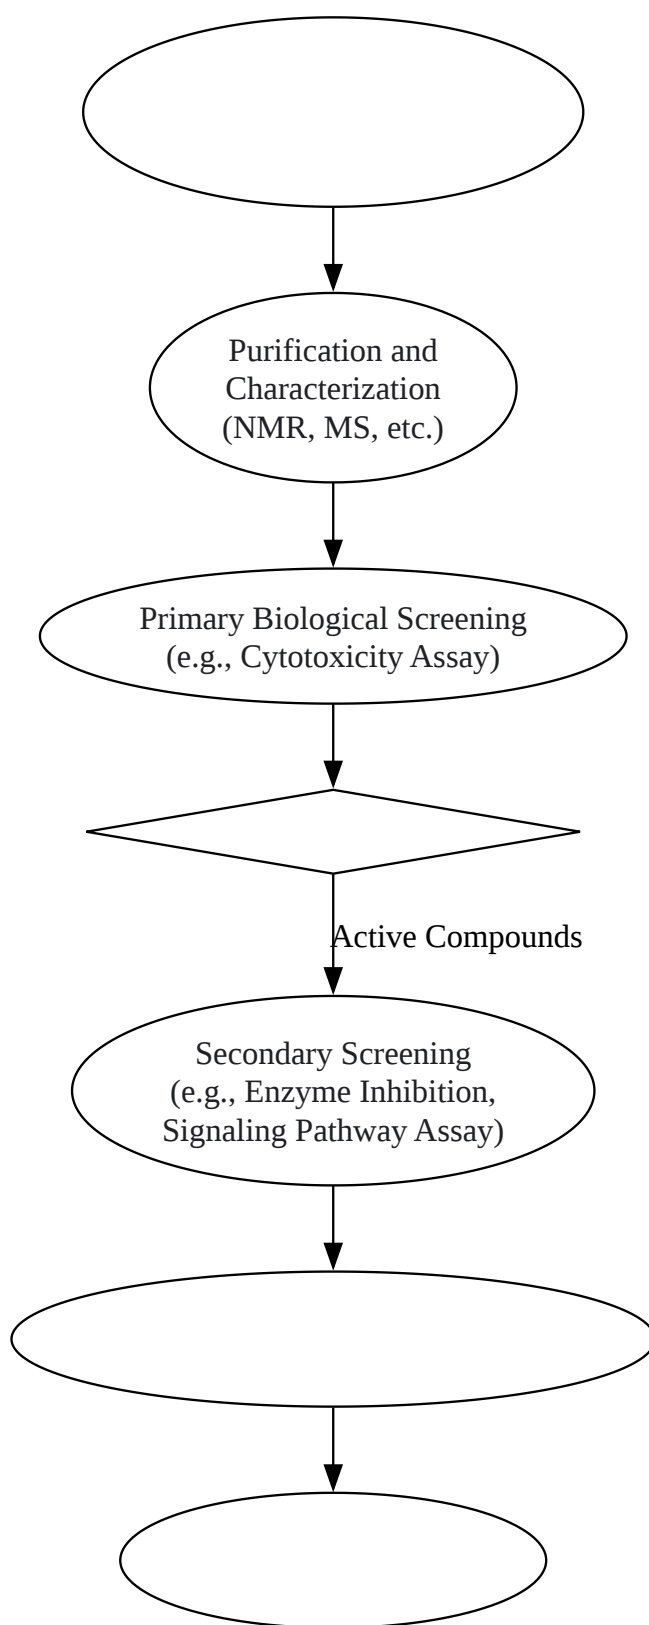 Purification and
Characterization
(NMR, MS, etc.)
Primary Biological Screening
(e.g., Cytotoxicity Assay)
Active Compounds
Secondary Screening
(e.g., Enzyme Inhibition,
Signaling Pathway Assay)